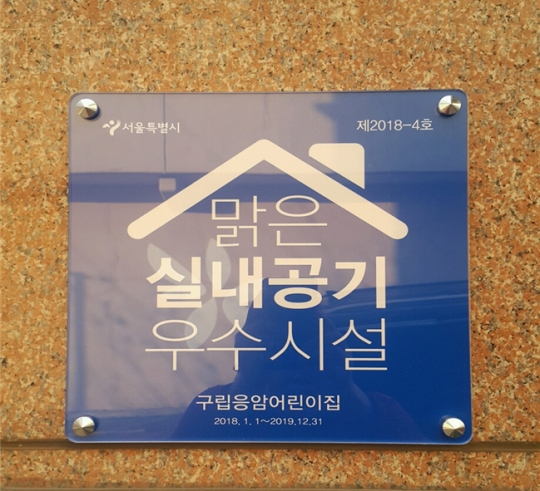 서울특별시
제2018-4호
맑은
실내공기
우수시설
구립응암어린이집
2018. 1. 1~2019.12.31